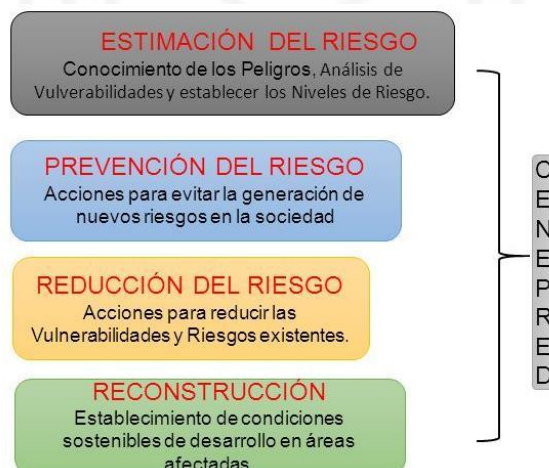 ESTIMACIÓN DEL RIESGO
Conocimiento de los Peligros, Análisis de
Vulnerabilidades y establecer los Niveles de Riesgo.
PREVENCIÓN DEL RIESGO
Acciones para evitar la generación de
nuevos riesgos en la sociedad
REDUCCIÓN DEL RIESGO
Acciones para reducir las
Vulnerabilidades y Riesgos existentes.
RECONSTRUCCIÓN
Establecimiento de condiciones
sostenibles de desarrollo en áreas
afectadas
C
E
N
E
P
R
E
D